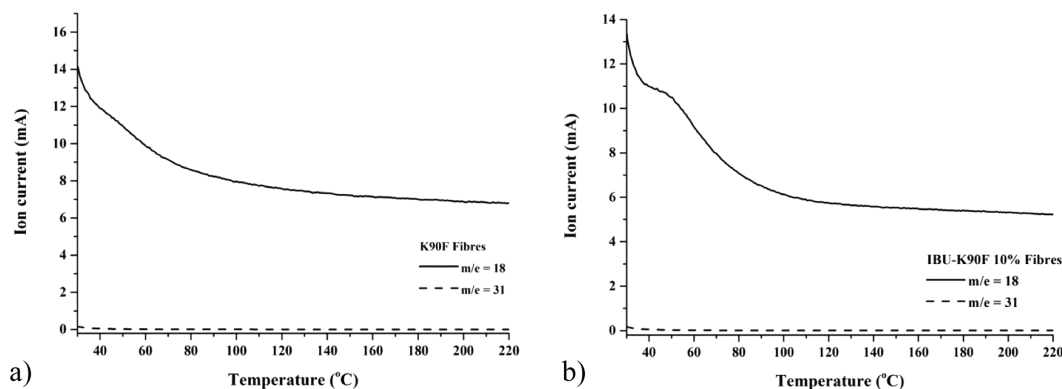 16
14
12
10
8
6
4
2
0
Ion current (mA)
K90F Fibres
m/e = 18
m/e = 31
40 60 80 100 120 140 160 180 200 220
Temperature (°C)
a)
14
12
10
8
6
4
2
0
Ion current (mA)
IBU-K90F 10% Fibres
m/e = 18
m/e = 31
40 60 80 100 120 140 160 180 200 220
Temperature (°C)
b)